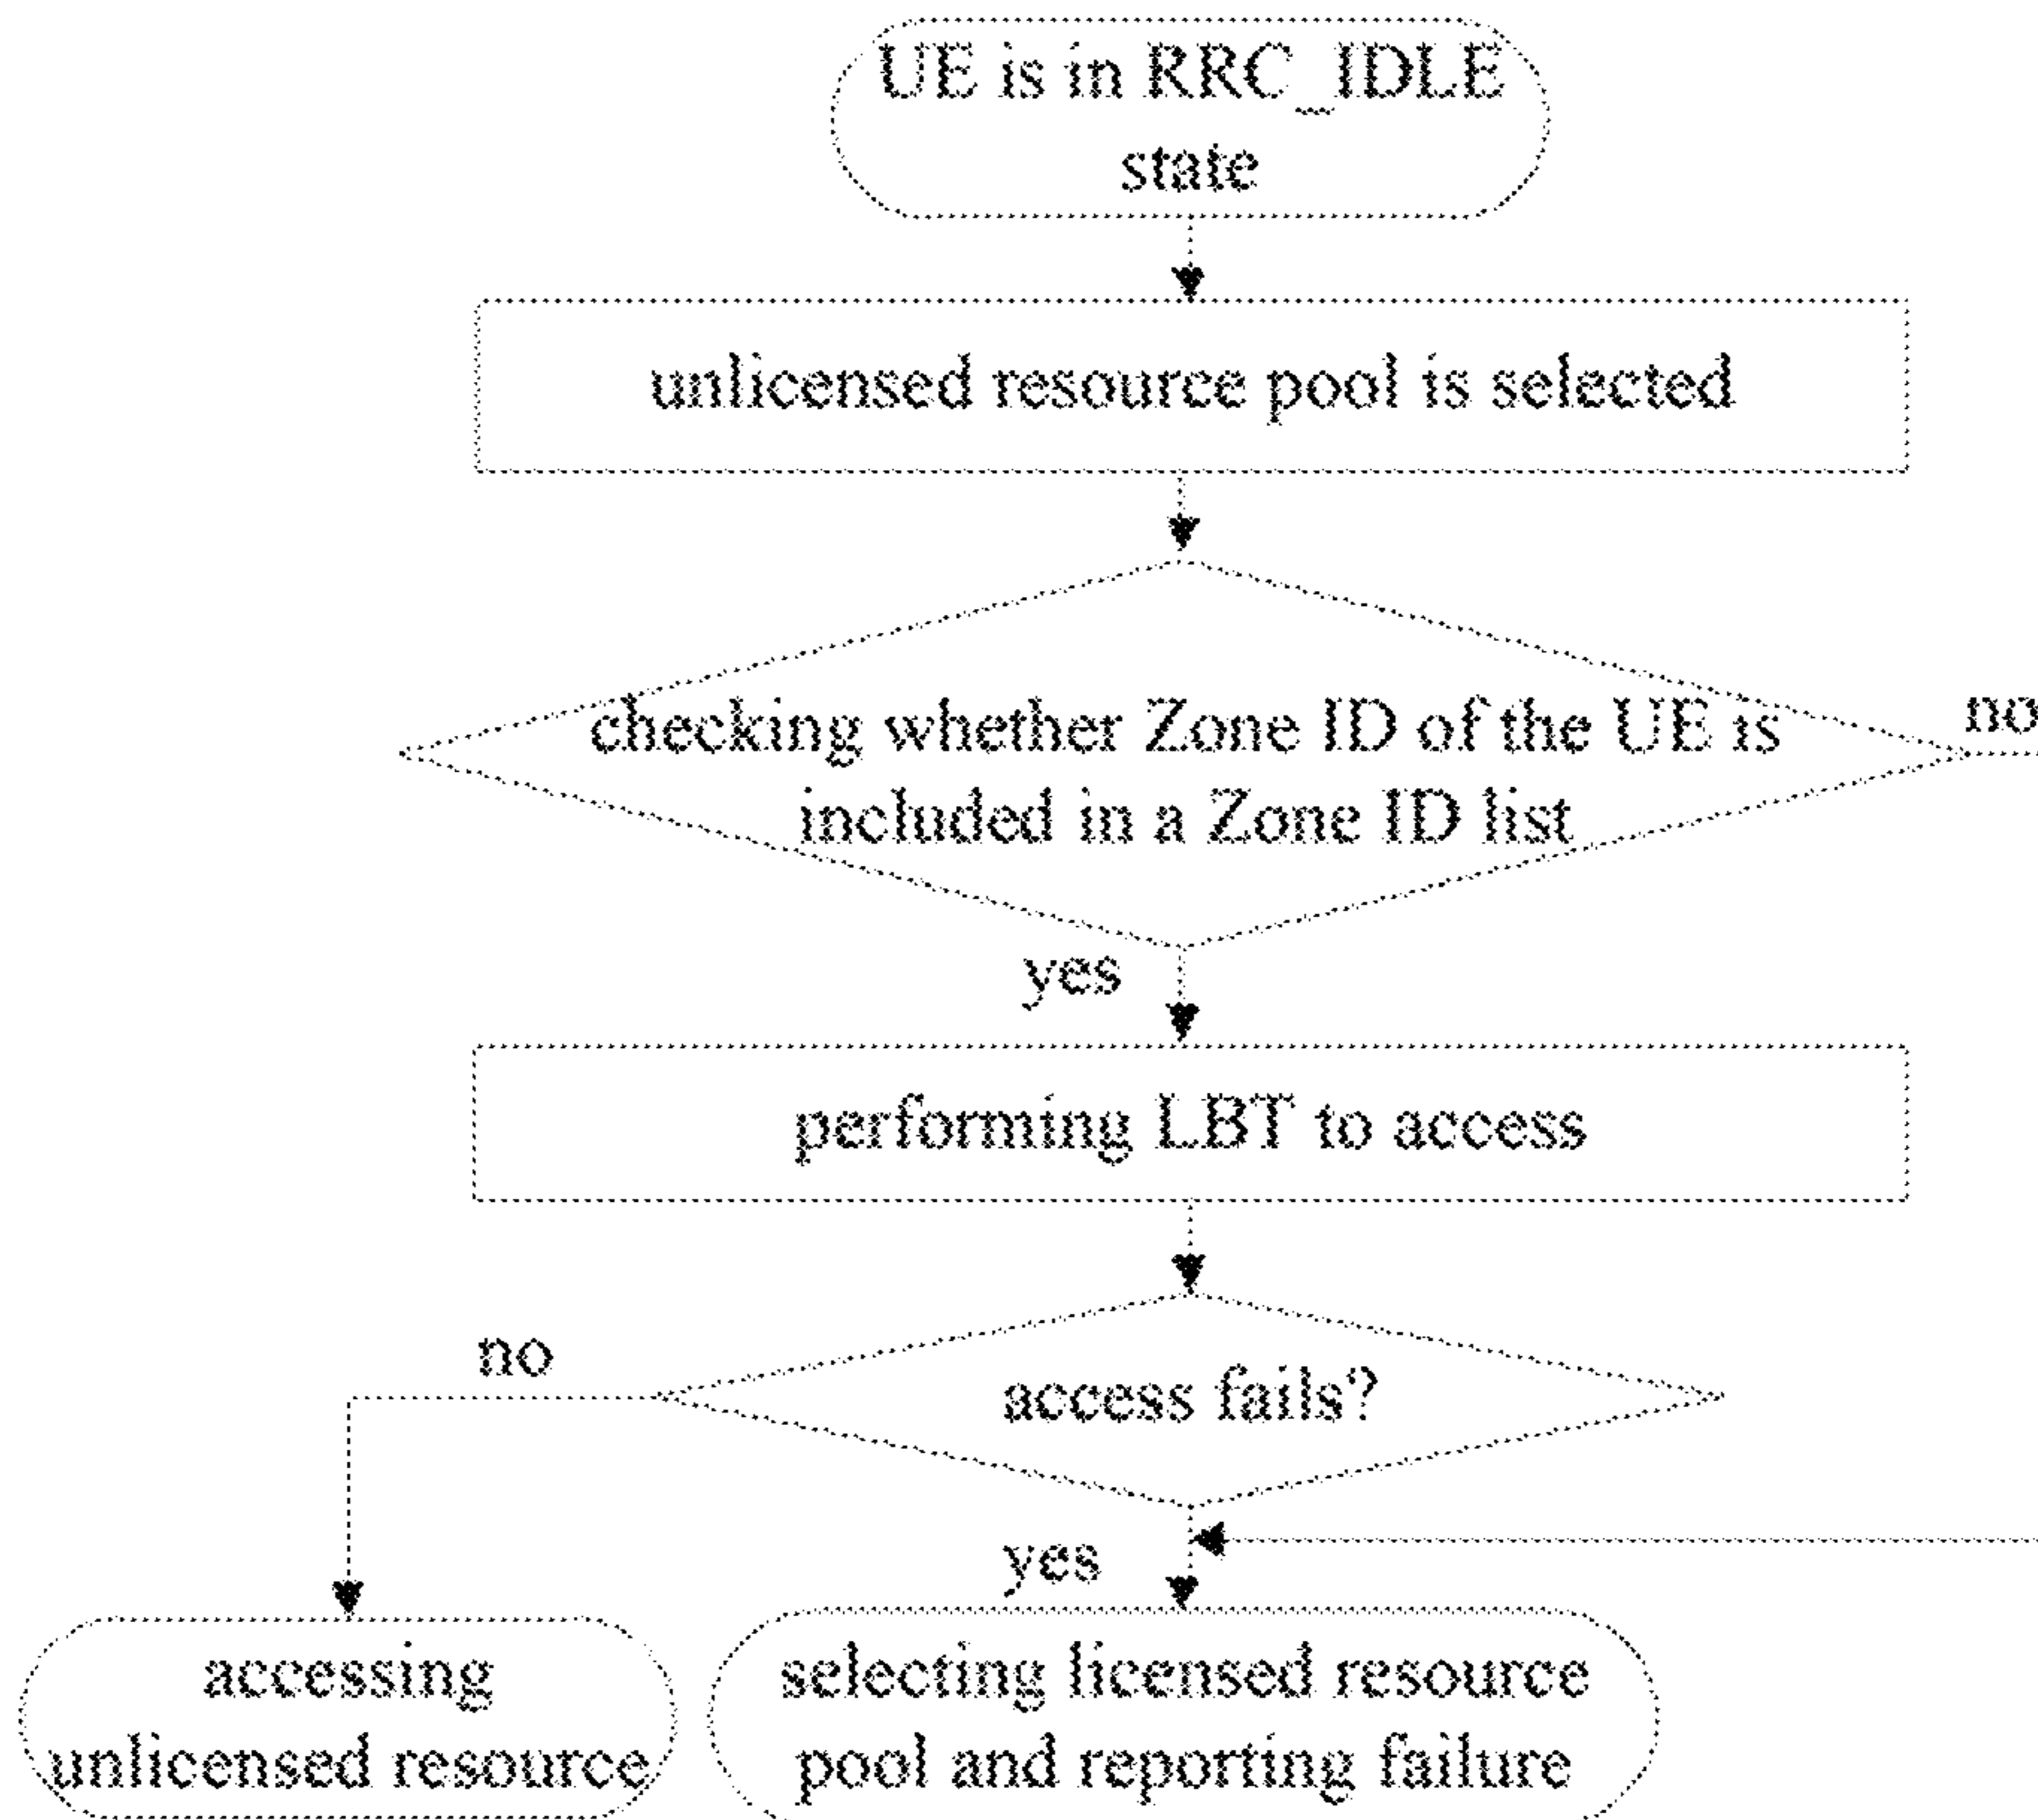 UE is in RRC_IDLE
state
unlicensed resource pool is selected
checking whether Zone ID of the UE is
included in a Zone ID list
no
yes
performing LBT to access
no
access fails?
yes
accessing
unlicensed resource
selecting licensed resource
pool and reporting failure